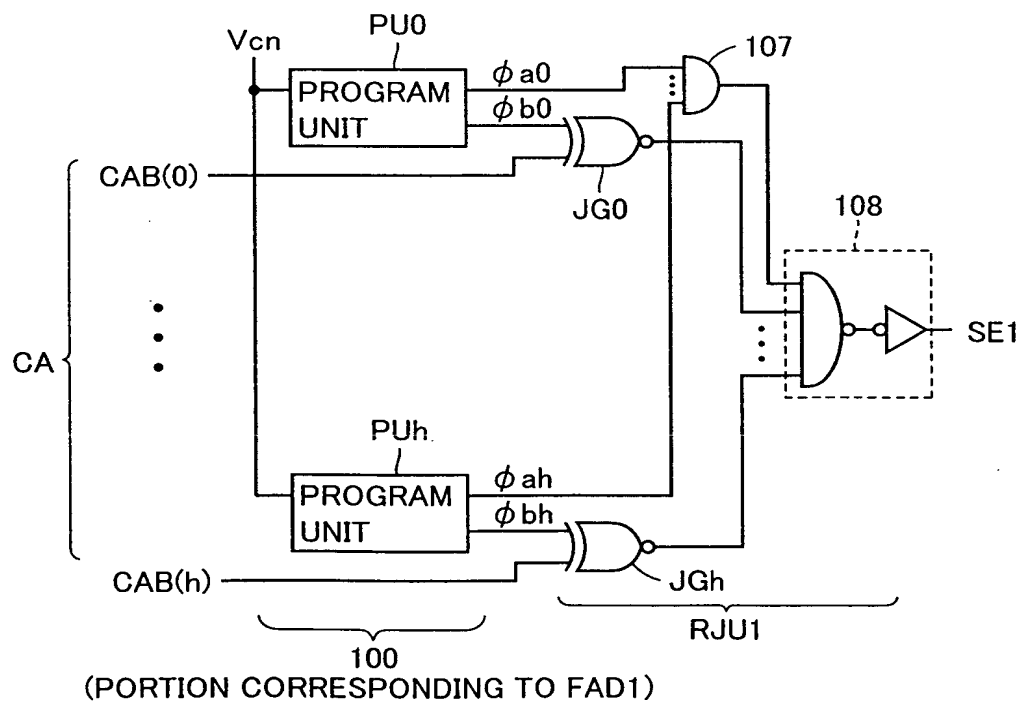 PU0
Vcn
107
PROGRAM
UNIT
ϕa0
ϕb0
CAB(0)
JG0
108
CA
SE1
PUh
PROGRAM
UNIT
ϕah
ϕbh
CAB(h)
JGh
RJU1
100
(PORTION CORRESPONDING TO FAD1)